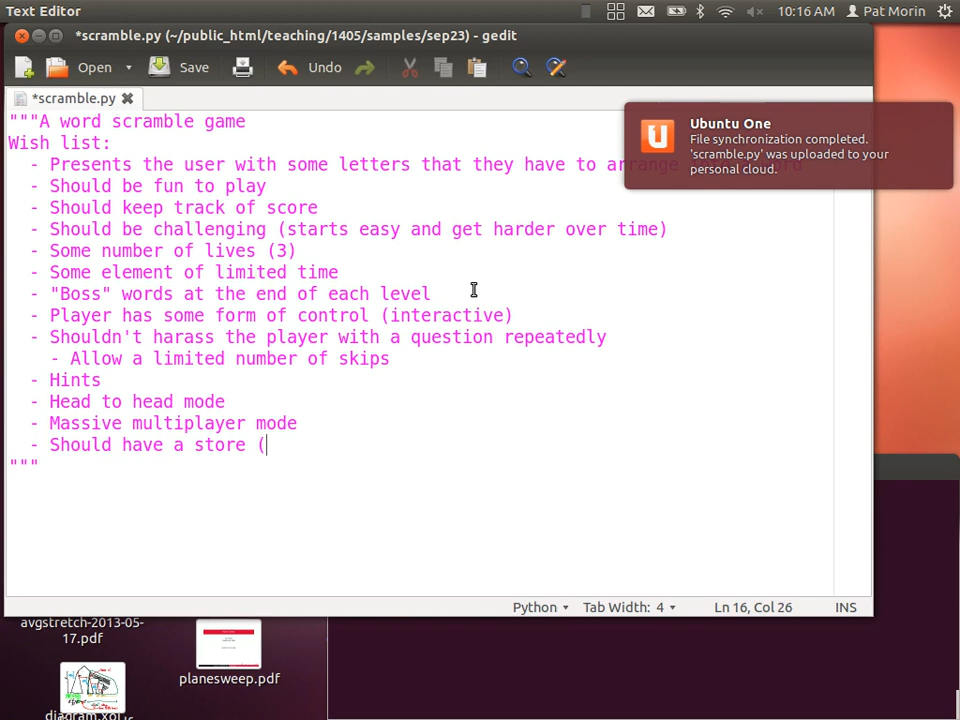 Text Editor
10:16 AM
Pat Morin
*scramble.py (~/public_html/teaching/1405/samples/sep23) - gedit
Open
Save
Undo
*scramble.py
"""A word scramble game
Wish list:
- Presents the user with some letters that they have to arrange
- Should be fun to play
- Should keep track of score
- Should be challenging (starts easy and get harder over time)
- Some number of lives (3)
- Some element of limited time
- "Boss" words at the end of each level
- Player has some form of control (interactive)
- Shouldn't harass the player with a question repeatedly
- Allow a limited number of skips
- Hints
- Head to head mode
- Massive multiplayer mode
- Should have a store (
"""
Ubuntu One
File synchronization completed.
'scramble.py' was uploaded to your
personal cloud.
Python
Tab Width: 4
Ln 16, Col 26
INS
avgstretch-2013-05-
17.pdf
planesweep.pdf